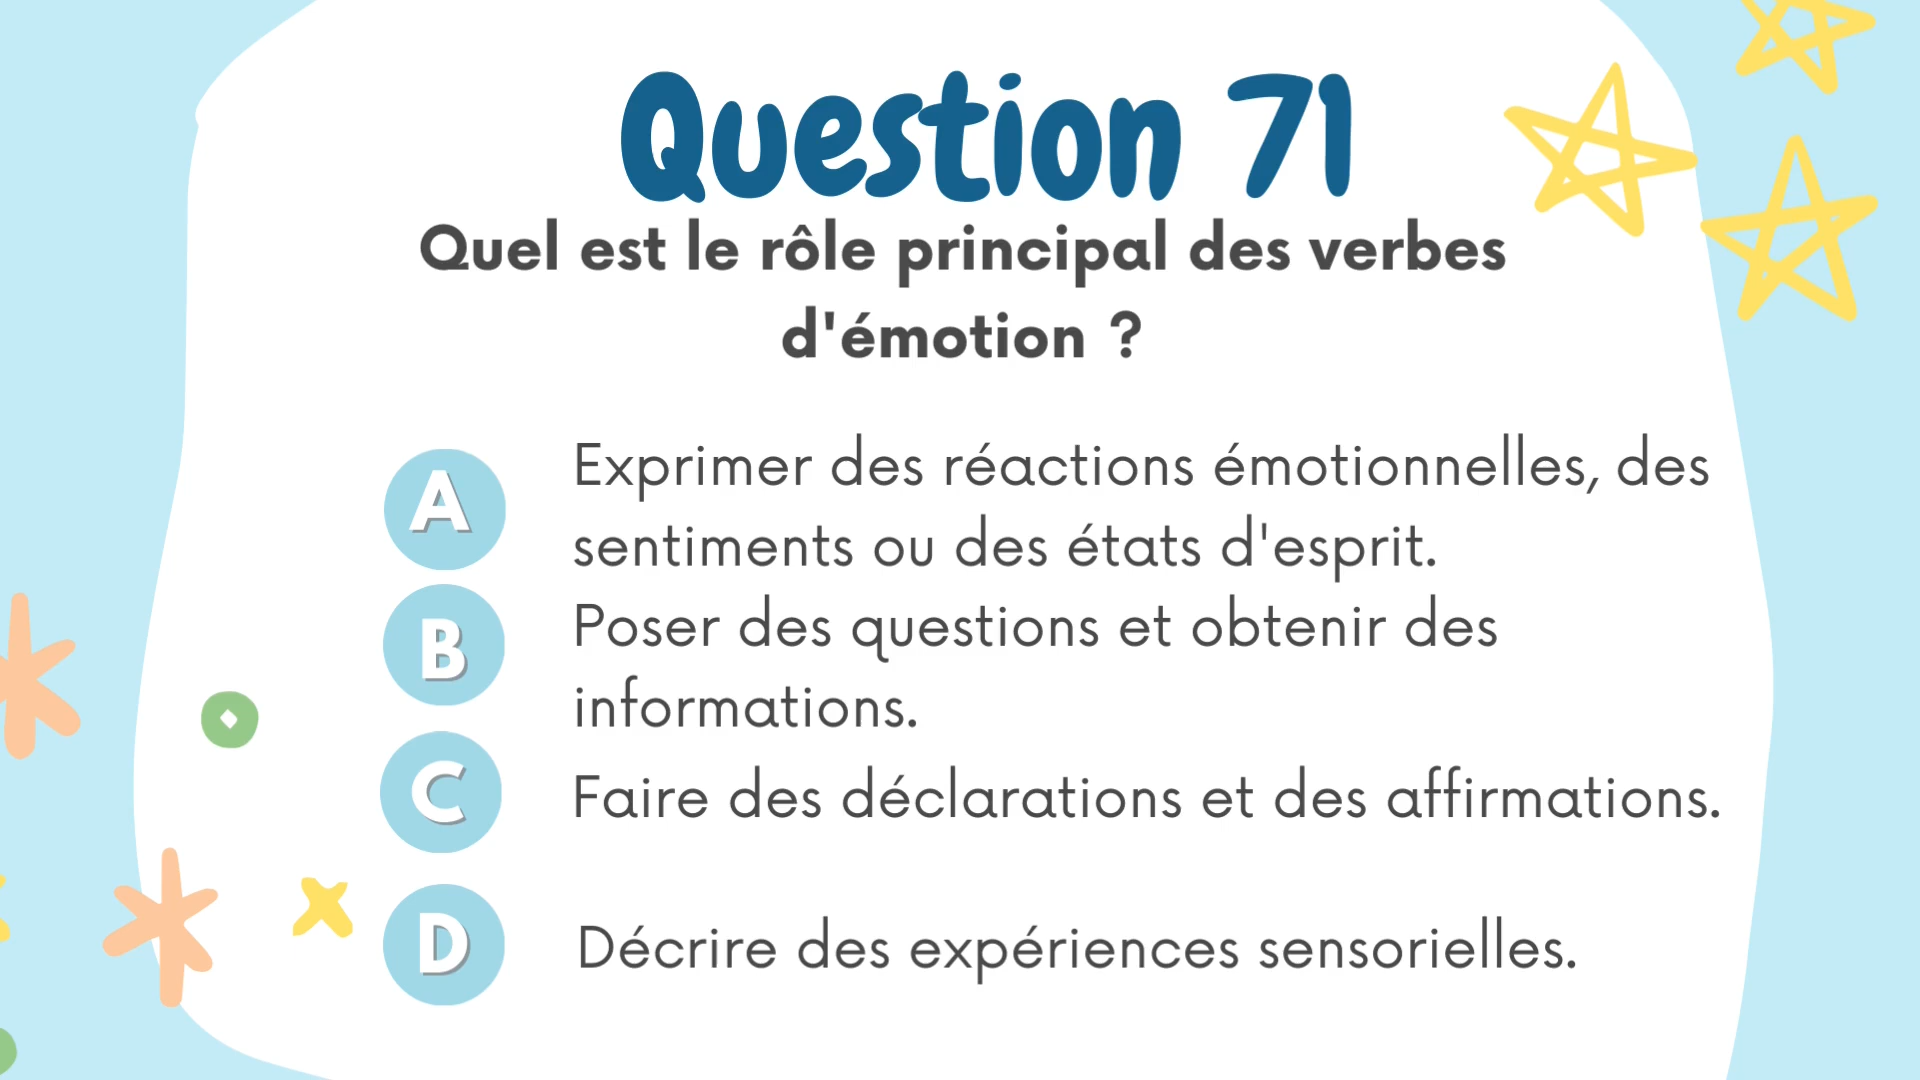 Question 71
Quel est le rôle principal des verbes
d'émotion ?
A
Exprimer des réactions émotionnelles, des
sentiments ou des états d'esprit.
B
Poser des questions et obtenir des
informations.
C
Faire des déclarations et des affirmations.
D
Décrire des expériences sensorielles.